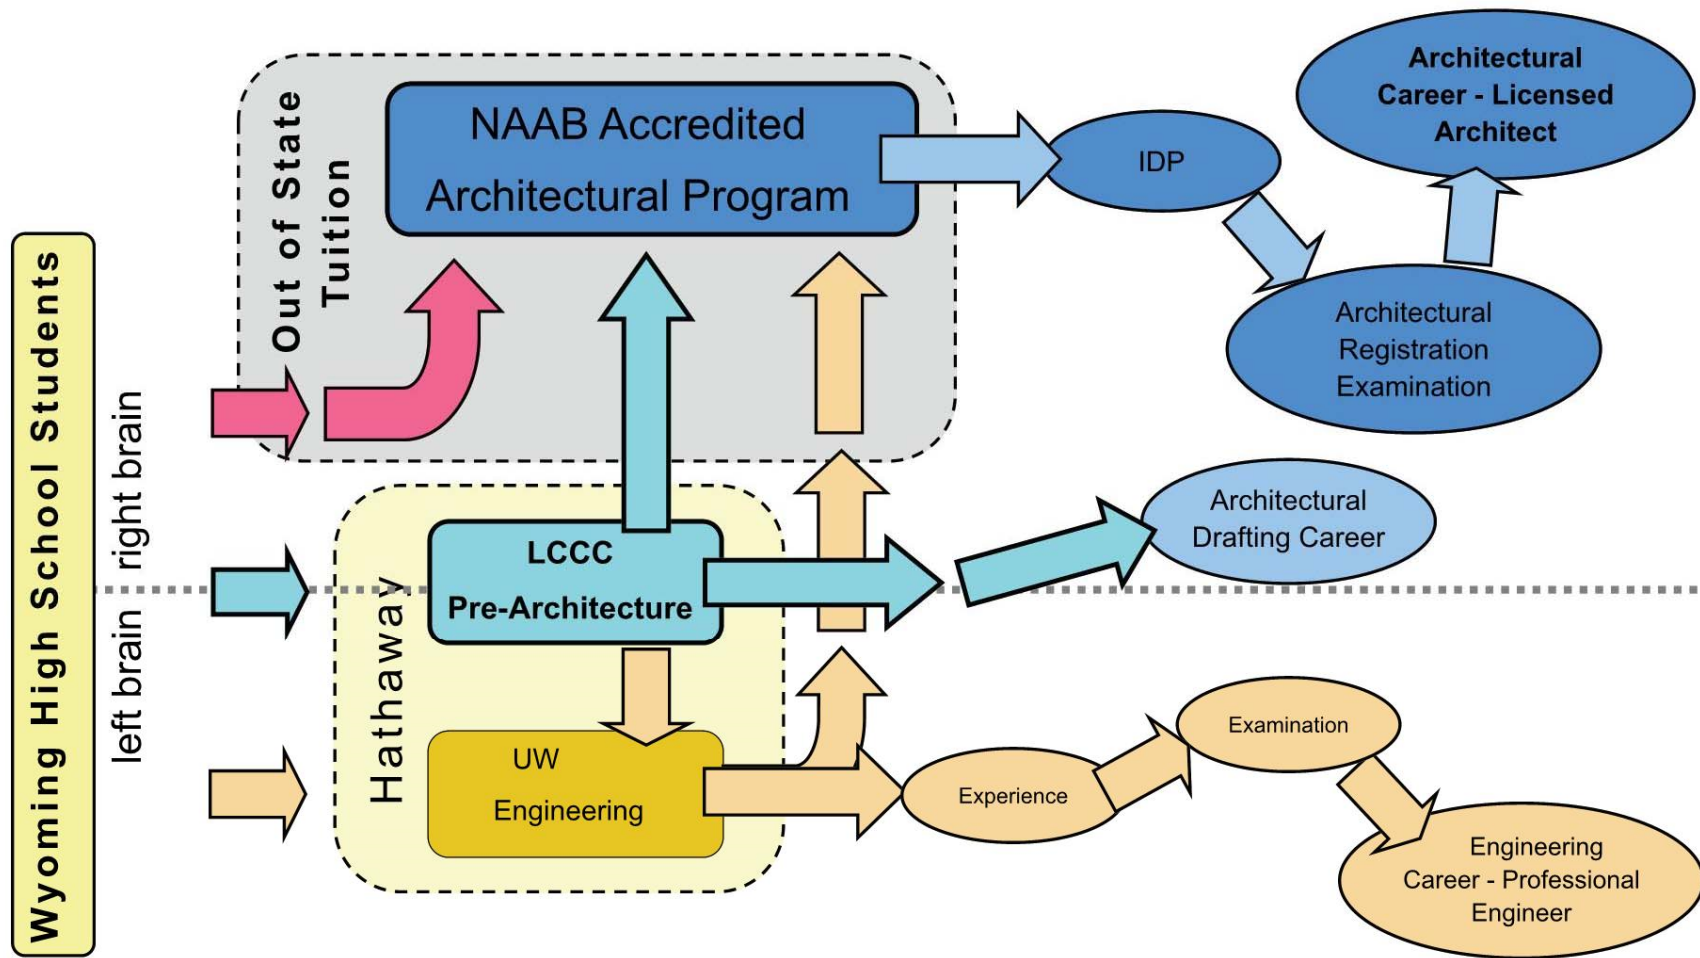 Wyoming High School Students
right brain
left brain
Out of State
Tuition
NAAB Accredited
Architectural Program
IDP
Architectural
Career - Licensed
Architect
Architectural
Registration
Examination
Hathaway
LCCC
Pre-Architecture
Architectural
Drafting Career
UW
Engineering
Experience
Examination
Engineering
Career - Professional
Engineer